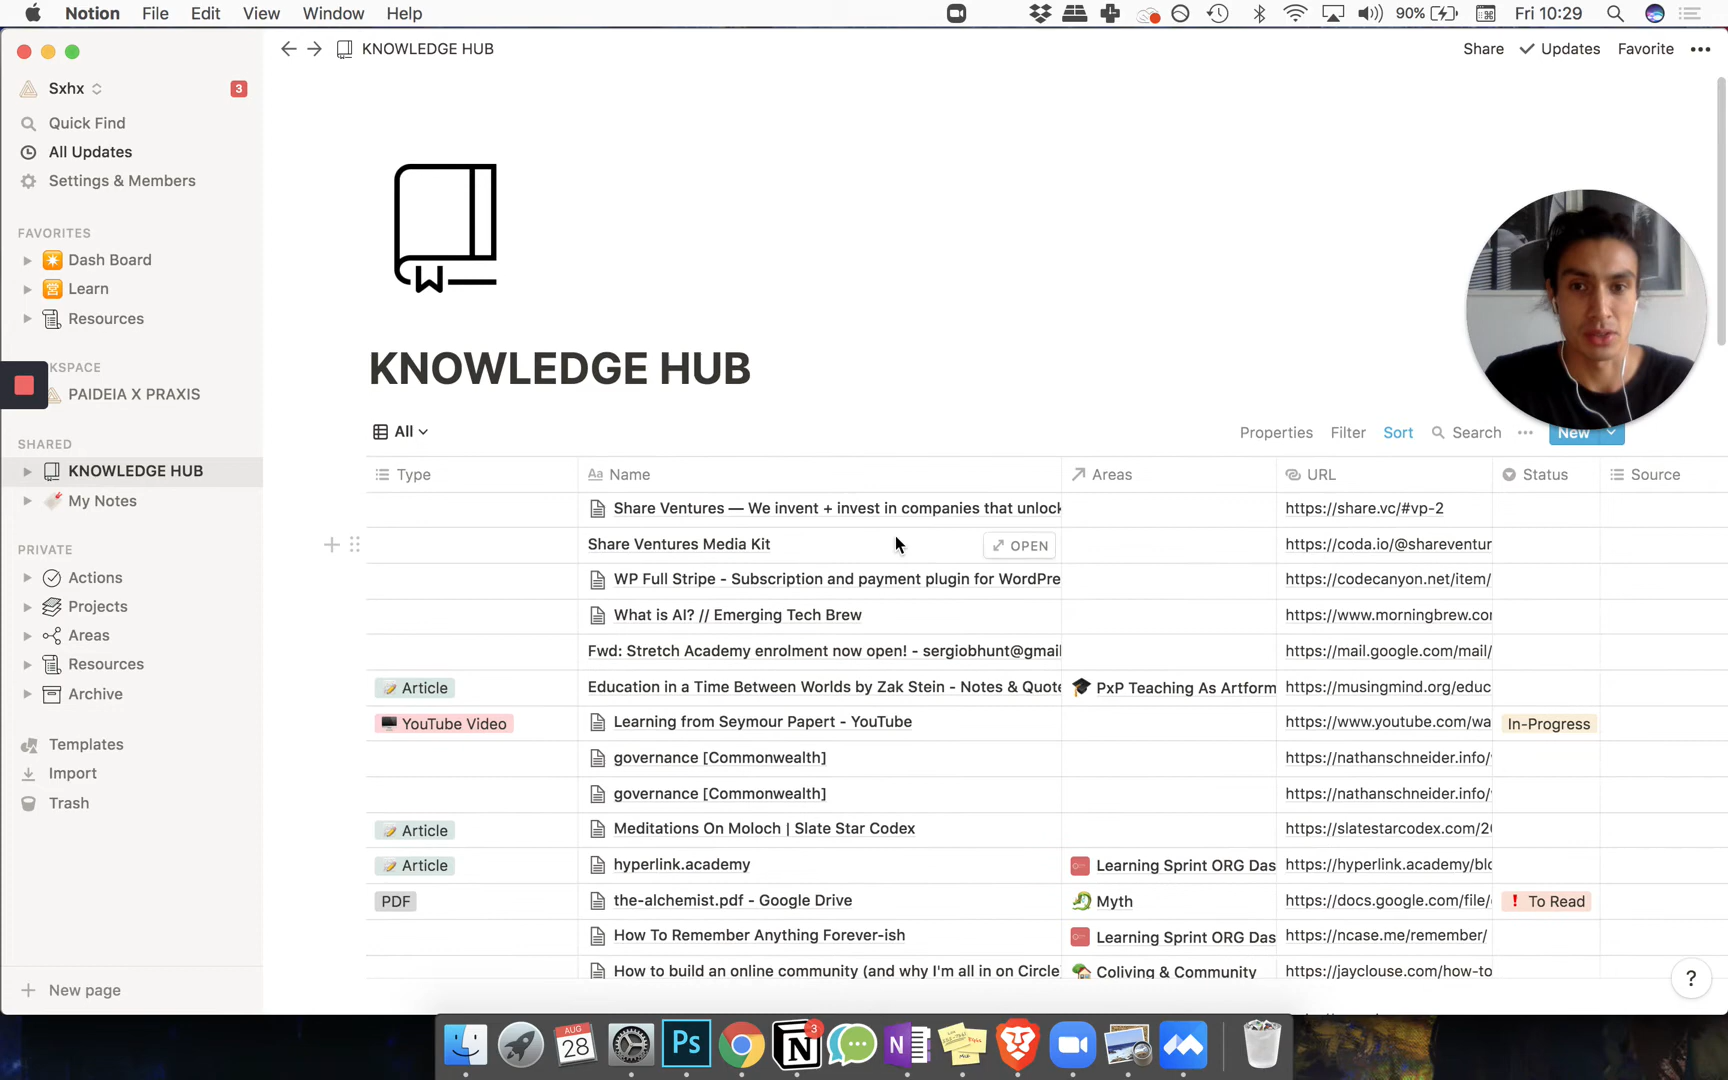 Notion File Edit View Window Help 90% Fri 10:29
KNOWLEDGE HUB Share Updates Favorite
Sxhx 3
Quick Find
All Updates
Settings & Members
FAVORITES
Dash Board
Learn
Resources
KSPACE
PAIDEIA X PRAXIS
SHARED
KNOWLEDGE HUB
My Notes
PRIVATE
Actions
Projects
Areas
Resources
Archive
Templates
Import
Trash
New page
KNOWLEDGE HUB
All Properties Filter Sort Search New
Type Aa Name Areas URL Status Source
Share Ventures — We invent + invest in companies that unlock https://share.vc/#vp-2
Share Ventures Media Kit OPEN https://coda.io/@shareventur
WP Full Stripe - Subscription and payment plugin for WordPre https://codecanyon.net/item/
What is AI? // Emerging Tech Brew https://www.morningbrew.cor
Fwd: Stretch Academy enrolment now open! - sergiobhunt@gmail https://mail.google.com/mail/
Article Education in a Time Between Worlds by Zak Stein - Notes & Quote PxP Teaching As Artform https://musingmind.org/educ
YouTube Video Learning from Seymour Papert - YouTube https://www.youtube.com/wa In-Progress
governance [Commonwealth] https://nathanschneider.info/
governance [Commonwealth] https://nathanschneider.info/
Article Meditations On Moloch | Slate Star Codex https://slatestarcodex.com/20
Article hyperlink.academy Learning Sprint ORG Das https://hyperlink.academy/blo
PDF the-alchemist.pdf - Google Drive Myth https://docs.google.com/file/ ! To Read
How To Remember Anything Forever-ish Learning Sprint ORG Das https://ncase.me/remember/
How to build an online community (and why I'm all in on Circle Coliving & Community https://jayclouse.com/how-to
?
AUG
28
Ps
N
3
N